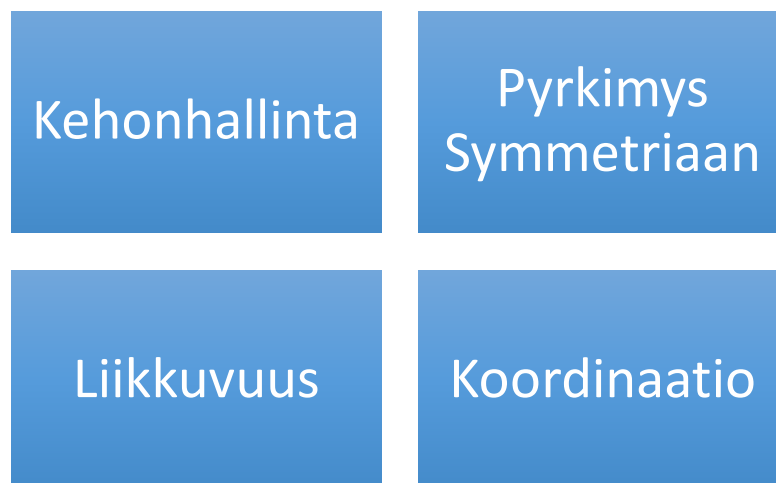 Kehonhallinta
Pyrkimys
Symmetriaan
Liikkuvuus
Koordinaatio